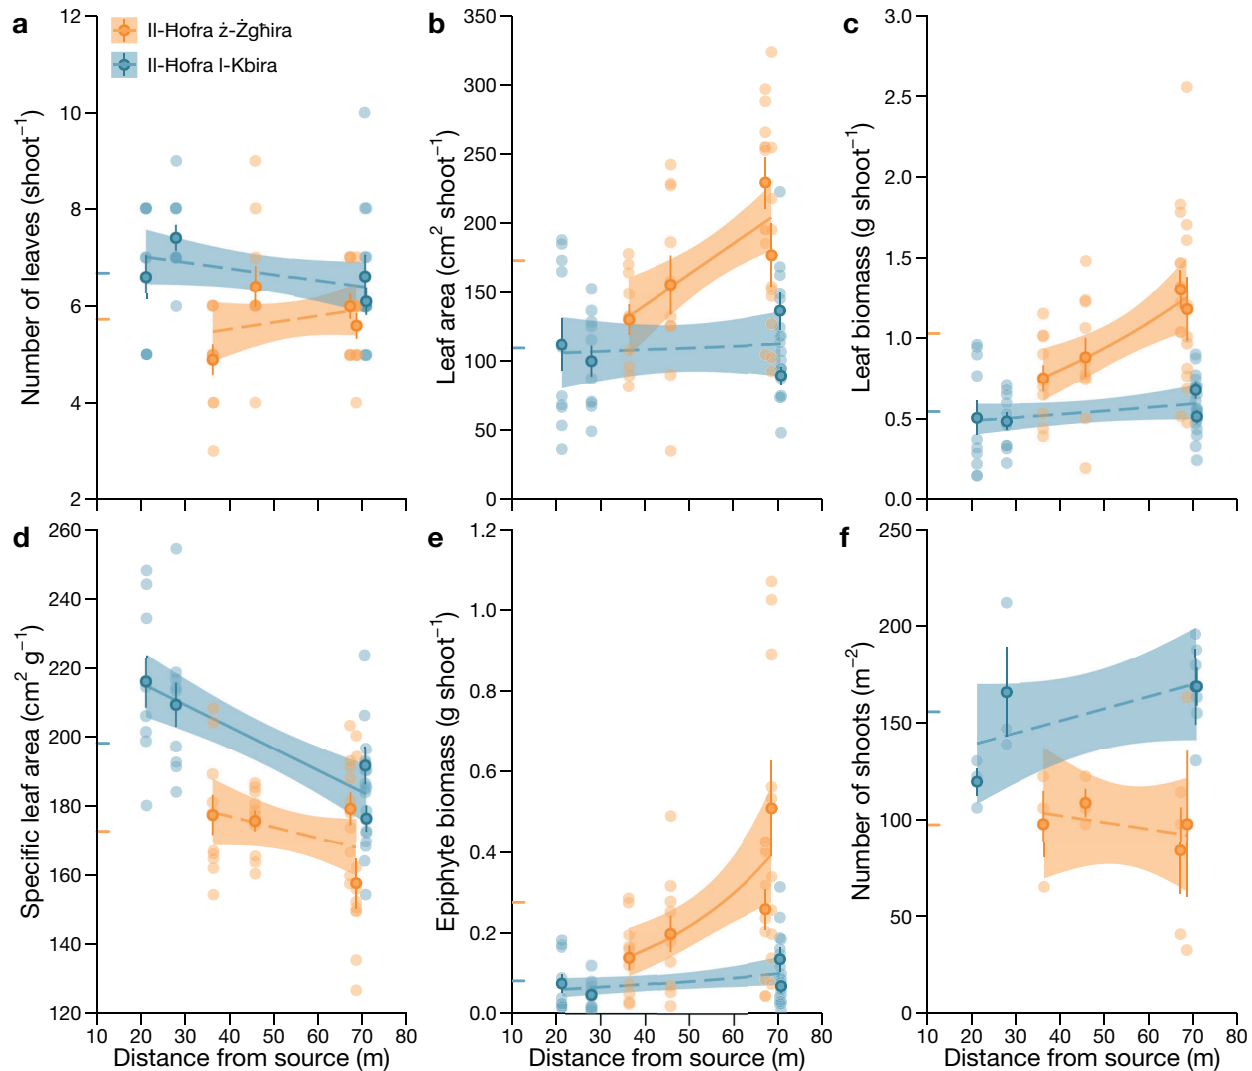 a
Il-Ħofra ż-Żgħira
Il-Ħofra l-Kbira
Number of leaves (shoot⁻¹)
12
10
8
6
4
2
b
Leaf area (cm² shoot⁻¹)
350
300
250
200
150
100
50
0
c
Leaf biomass (g shoot⁻¹)
3.0
2.5
2.0
1.5
1.0
0.5
0.0
d
Specific leaf area (cm² g⁻¹)
260
240
220
200
180
160
140
120
10 20 30 40 50 60 70 80
Distance from source (m)
e
Epiphyte biomass (g shoot⁻¹)
1.2
1.0
0.8
0.6
0.4
0.2
0.0
10 20 30 40 50 60 70 80
Distance from source (m)
f
Number of shoots (m⁻²)
250
200
150
100
50
0
10 20 30 40 50 60 70 80
Distance from source (m)